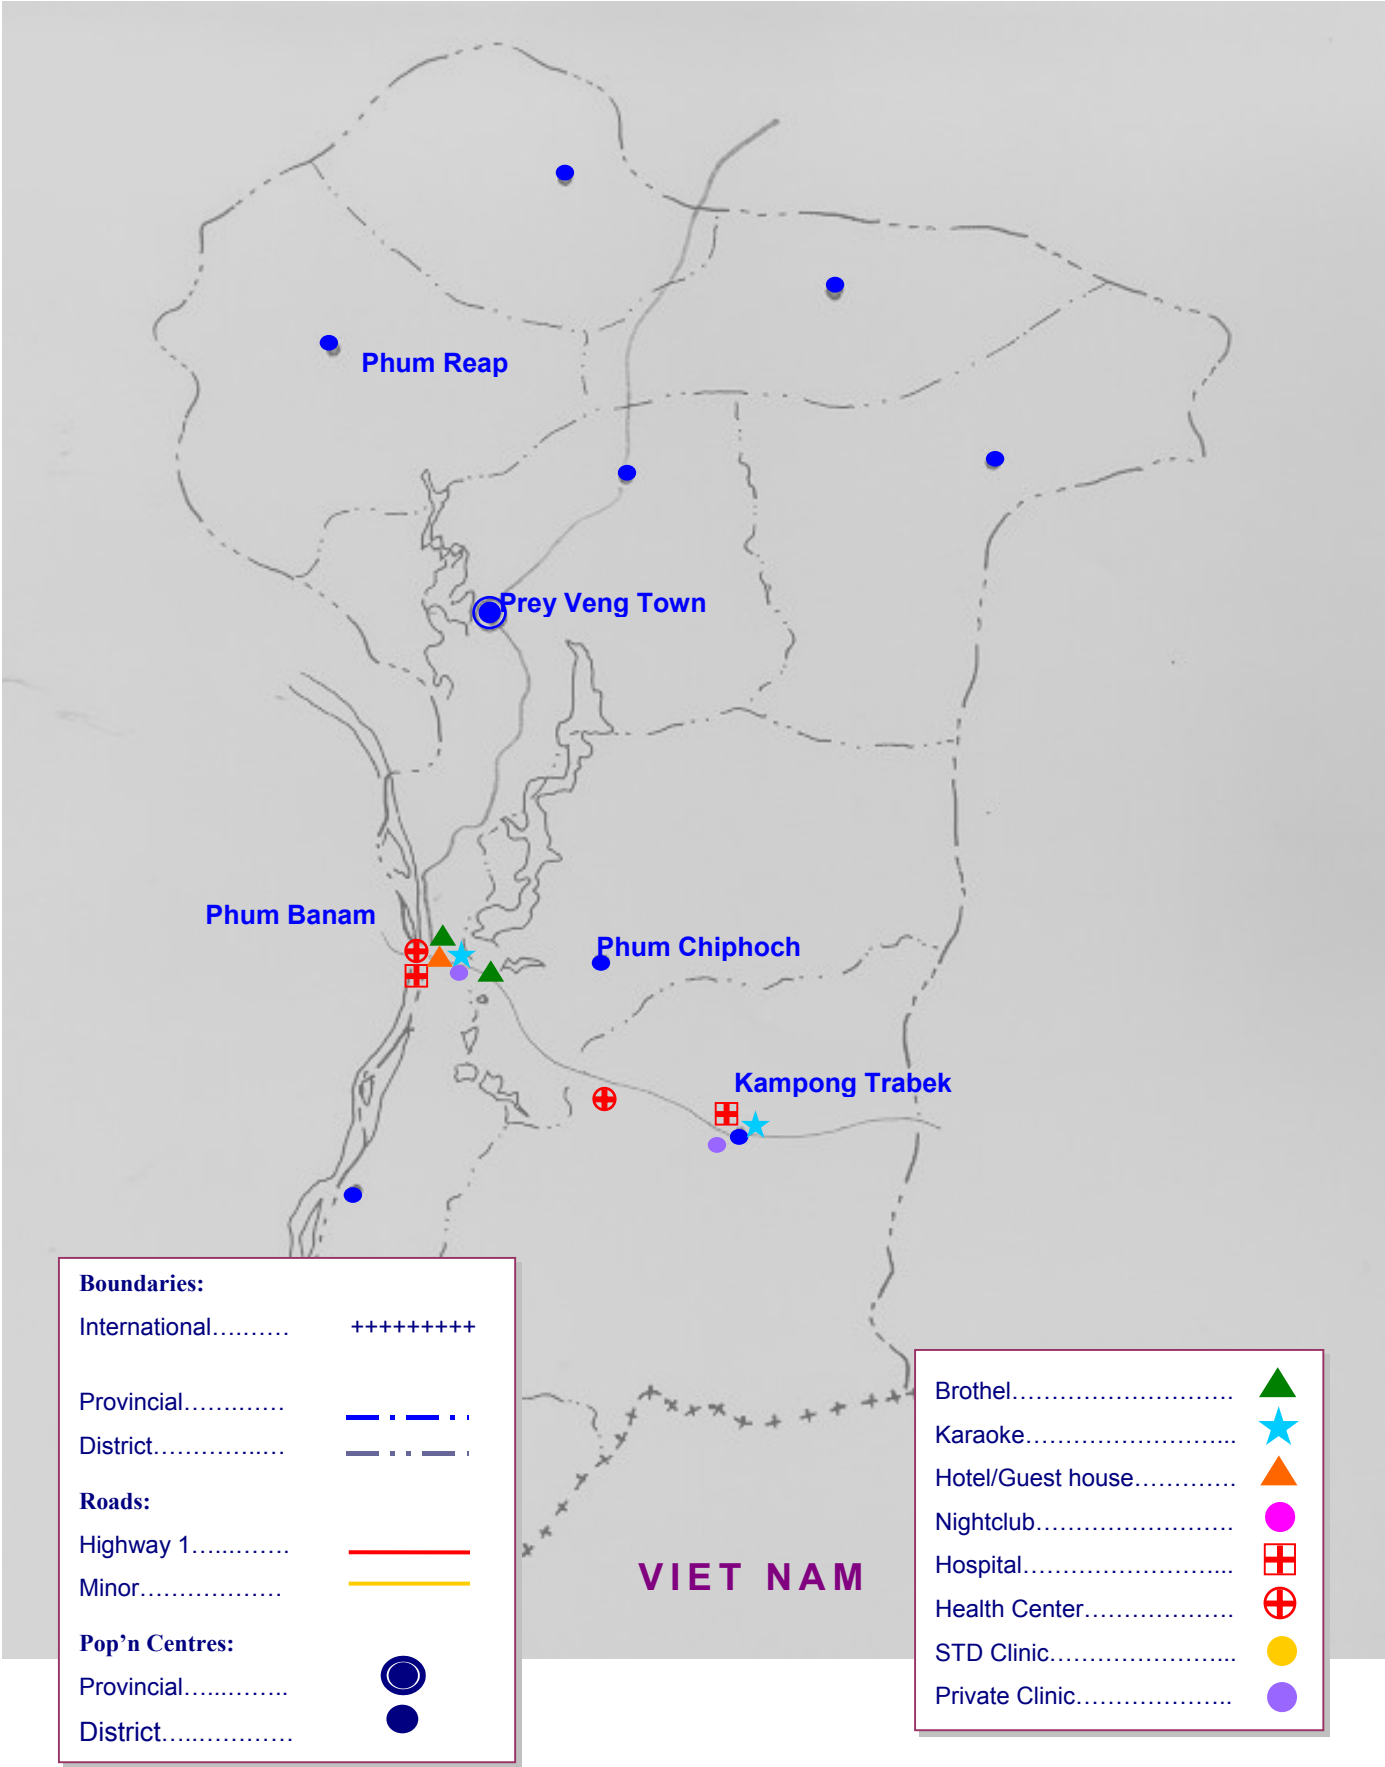 Phum Reap
Prey Veng Town
Phum Banam
Phum Chiphoch
Kampong Trabek
Boundaries:
International….……
+++++++++
Provincial…….……
District…………..…
Roads:
Highway 1…...…….
Minor………………
Pop’n Centres:
Provincial…...……..
District…..…………
VIET NAM
Brothel……………………….
Karaoke……………………...
Hotel/Guest house………….
Nightclub…………………….
Hospital……………………...
Health Center……………….
STD Clinic…………………...
Private Clinic………………..